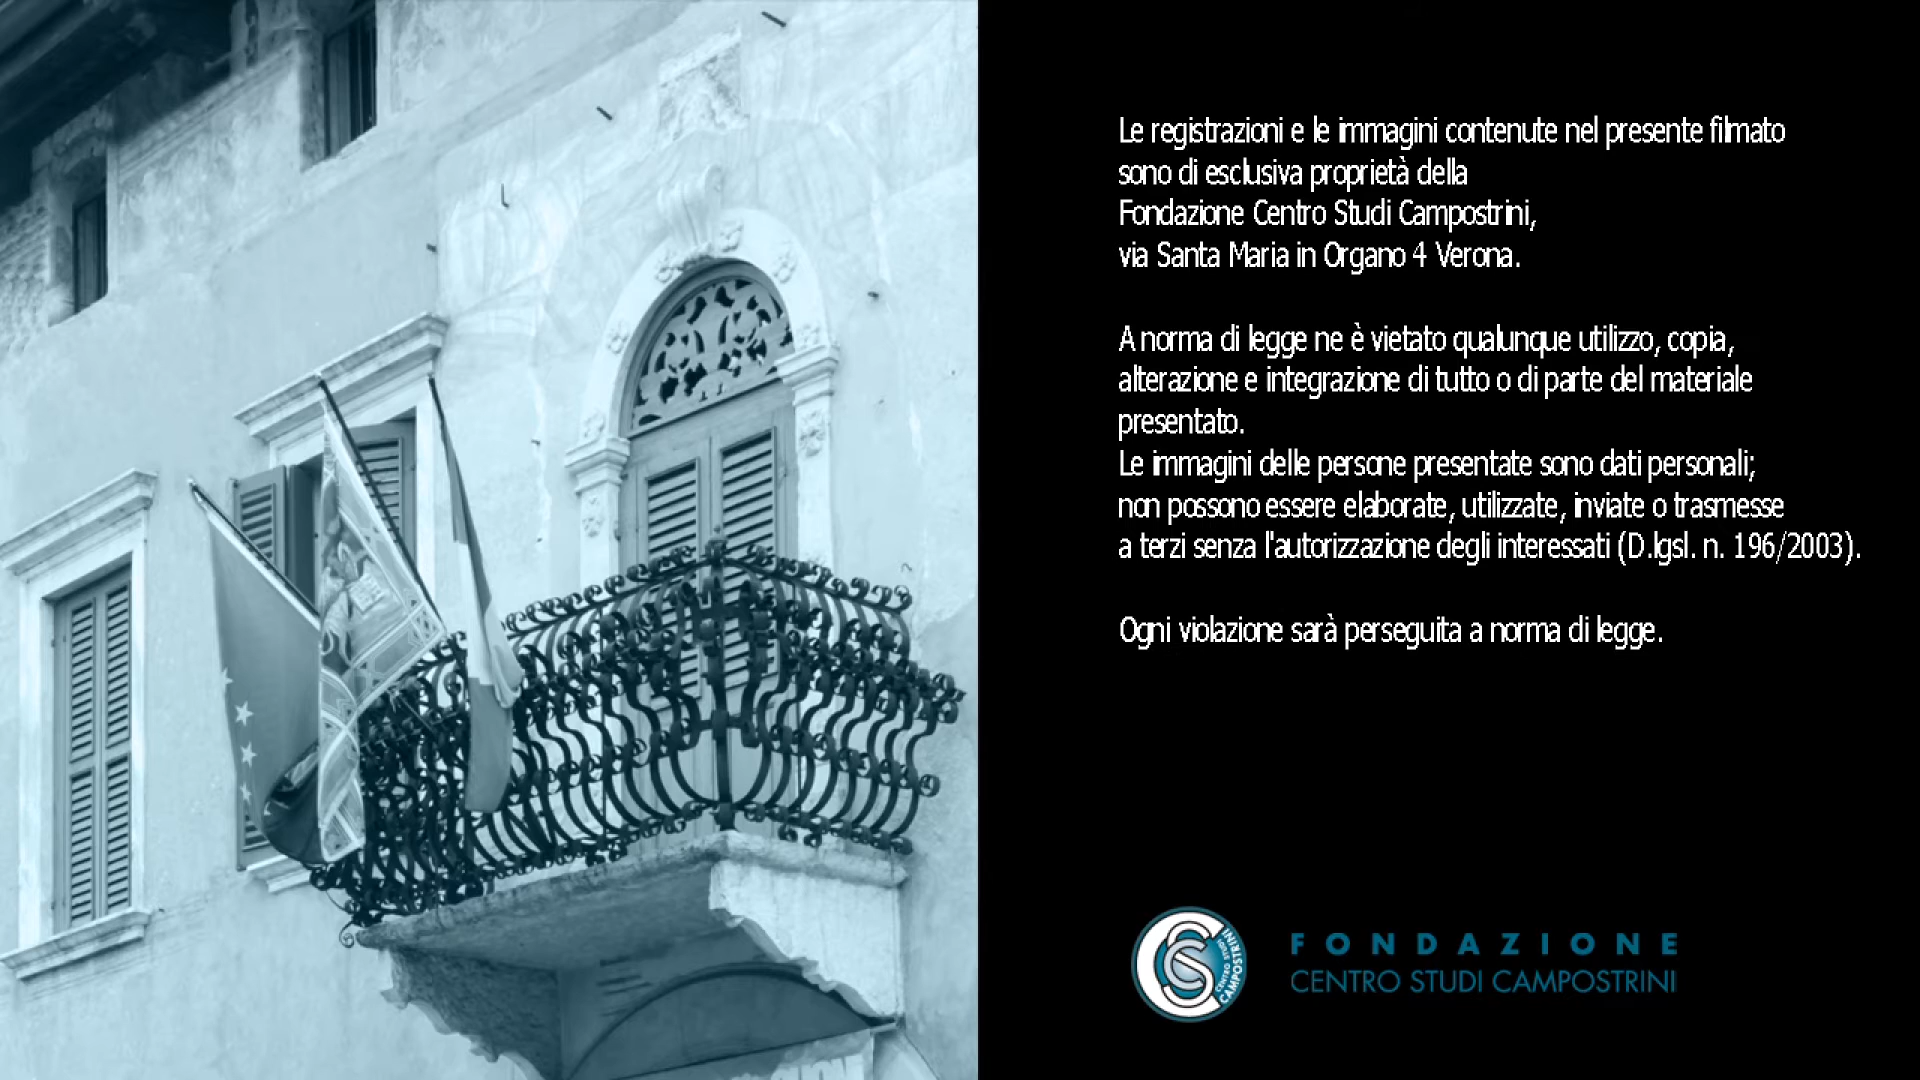 Le registrazioni e le immagini contenute nel presente filmato
sono di esclusiva proprietà della
Fondazione Centro Studi Campostrini,
via Santa Maria in Organo 4 Verona.
A norma di legge ne è vietato qualunque utilizzo, copia,
alterazione e integrazione di tutto o di parte del materiale
presentato.
Le immagini delle persone presentate sono dati personali;
non possono essere elaborate, utilizzate, inviate o trasmesse
a terzi senza l'autorizzazione degli interessati (D.lgsl. n. 196/2003).
Ogni violazione sarà perseguita a norma di legge.
CENTRO STUDI
CAMPOSTRINI
FONDAZIONE
CENTRO STUDI CAMPOSTRINI